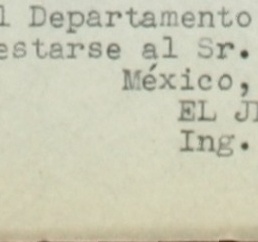 l Departamento
estarse al Sr.
México,
EL J
Ing.